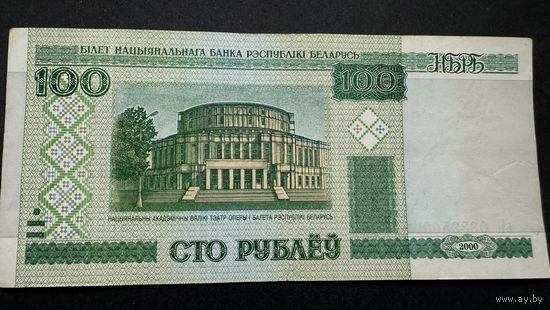 БІЛЕТ НАЦЫЯНАЛЬНАГА БАНКА РЭСПУБЛІКІ БЕЛАРУСЬ
100
100
НБРБ
НАЦЫЯНАЛЬНЫ АКАДЭМІЧНЫ ВЯЛІКІ ТЭАТР ОПЕРЫ І БАЛЕТА РЭСПУБЛІКІ БЕЛАРУСЬ
СТО РУБЛЁЎ
2000
www.ay.by